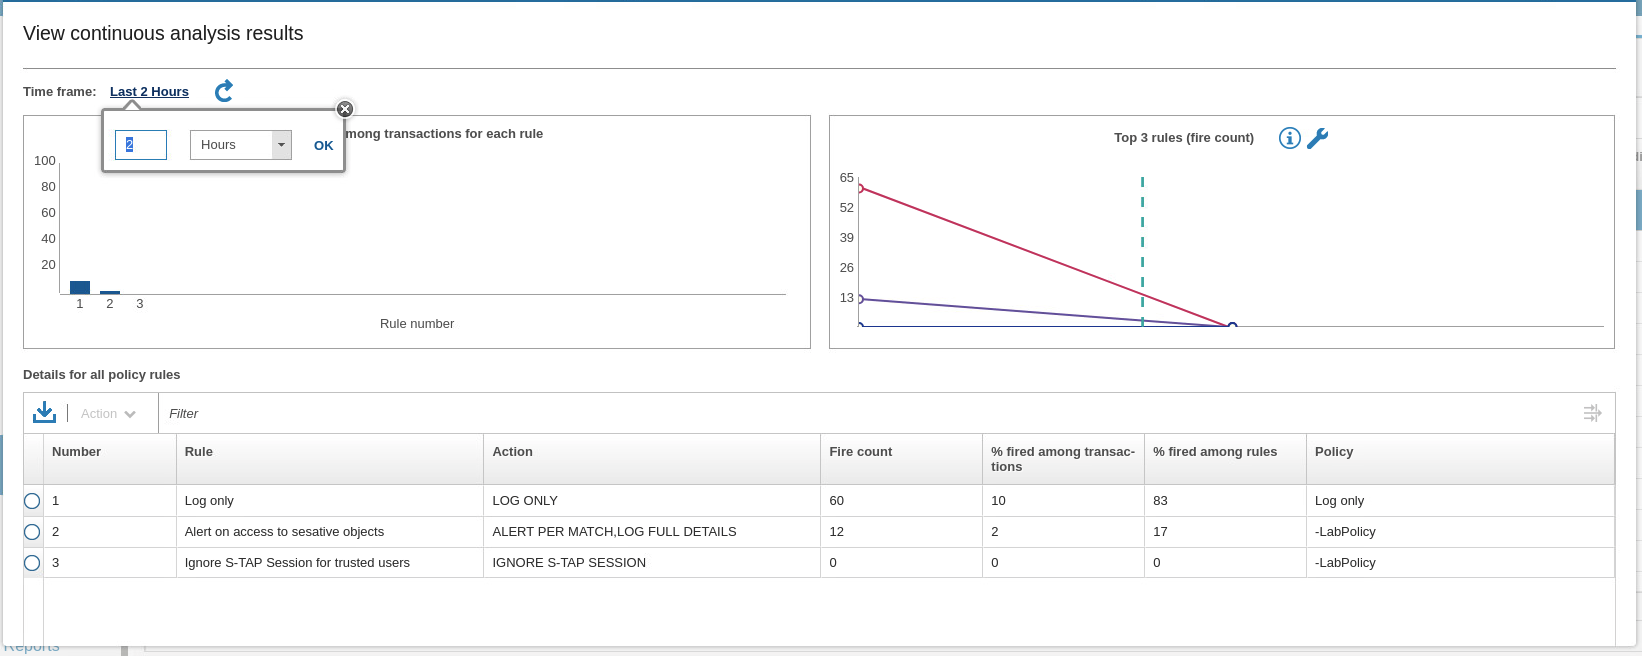 View continuous analysis results
Time frame: Last 2 Hours
2 Hours OK
mong transactions for each rule
100
80
60
40
20
1 2 3
Rule number
Top 3 rules (fire count)
65
52
39
26
13
Details for all policy rules
Action Filter
Number Rule Action Fire count % fired among transac-
tions % fired among rules Policy
1 Log only LOG ONLY 60 10 83 Log only
2 Alert on access to sesative objects ALERT PER MATCH,LOG FULL DETAILS 12 2 17 -LabPolicy
3 Ignore S-TAP Session for trusted users IGNORE S-TAP SESSION 0 0 0 -LabPolicy
Reports